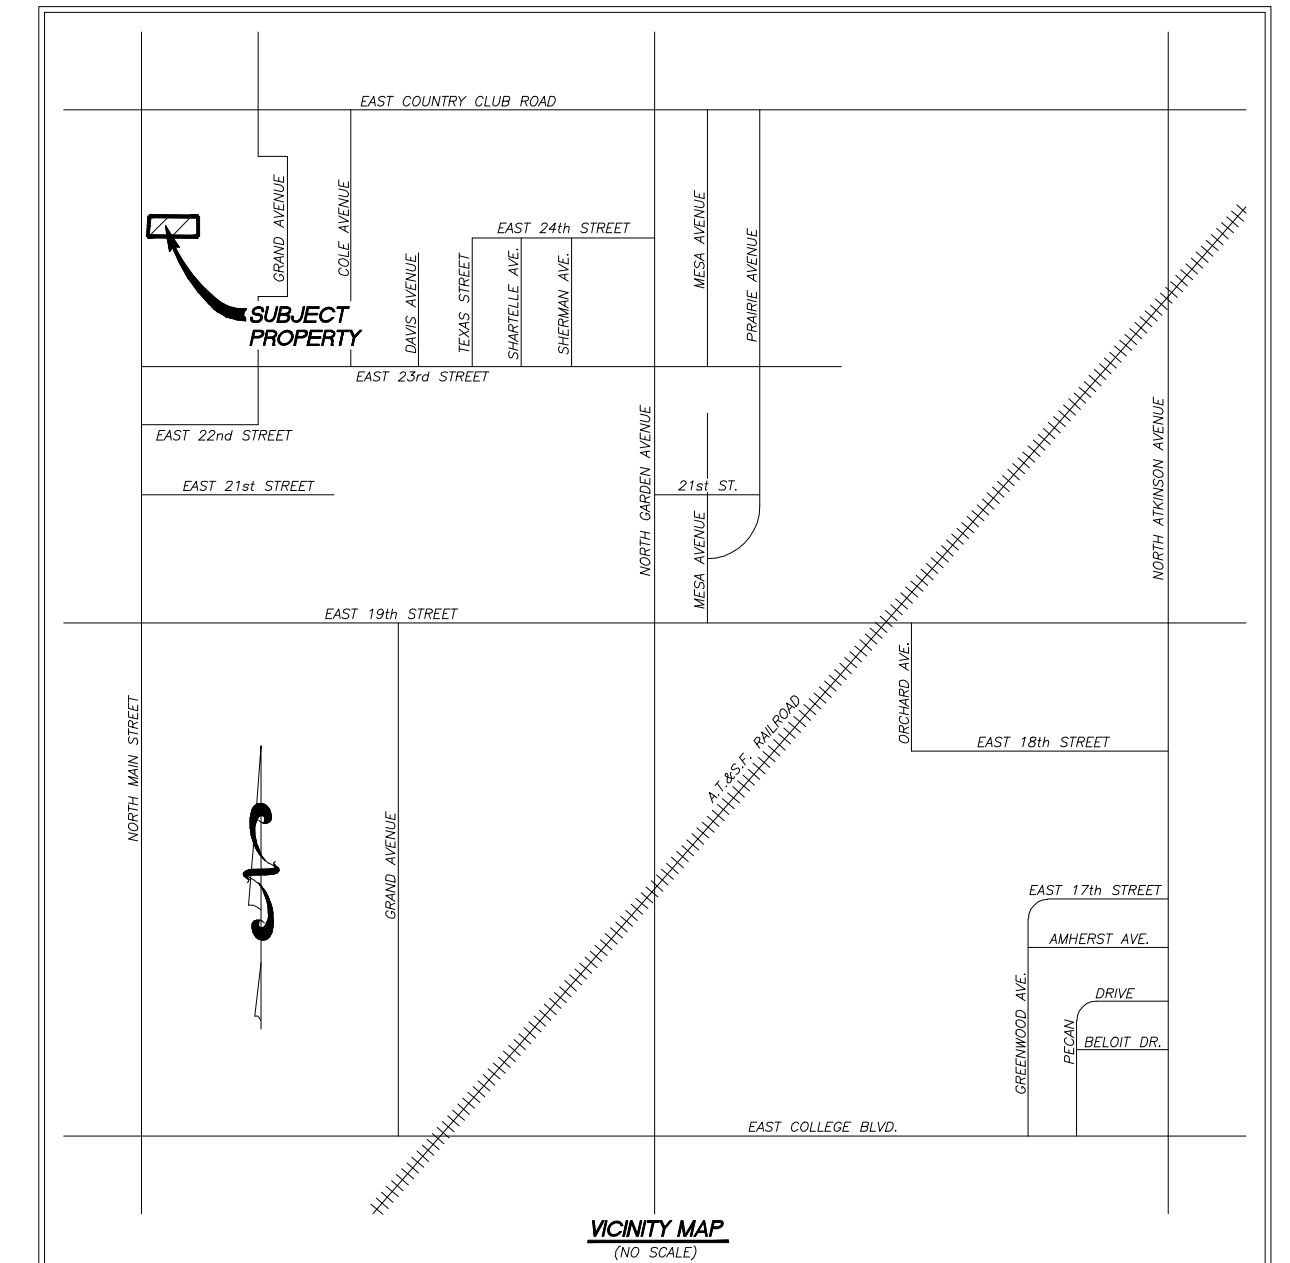 EAST COUNTRY CLUB ROAD
GRAND AVENUE
COLE AVENUE
MESA AVENUE
EAST 24th STREET
PRAIRIE AVENUE
DAVIS AVENUE
TEXAS STREET
SHARTELLE AVE.
SHERMAN AVE.
SUBJECT
PROPERTY
EAST 23rd STREET
EAST 22nd STREET
NORTH GARDEN AVENUE
NORTH ATKINSON AVENUE
EAST 21st STREET
21st ST.
MESA AVENUE
EAST 19th STREET
ORCHARD AVE.
NORTH MAIN STREET
A.T.&S.F. RAILROAD
EAST 18th STREET
GRAND AVENUE
EAST 17th STREET
AMHERST AVE.
GREENWOOD AVE.
DRIVE
PECAN
BELOIT DR.
EAST COLLEGE BLVD.
VICINITY MAP
(NO SCALE)